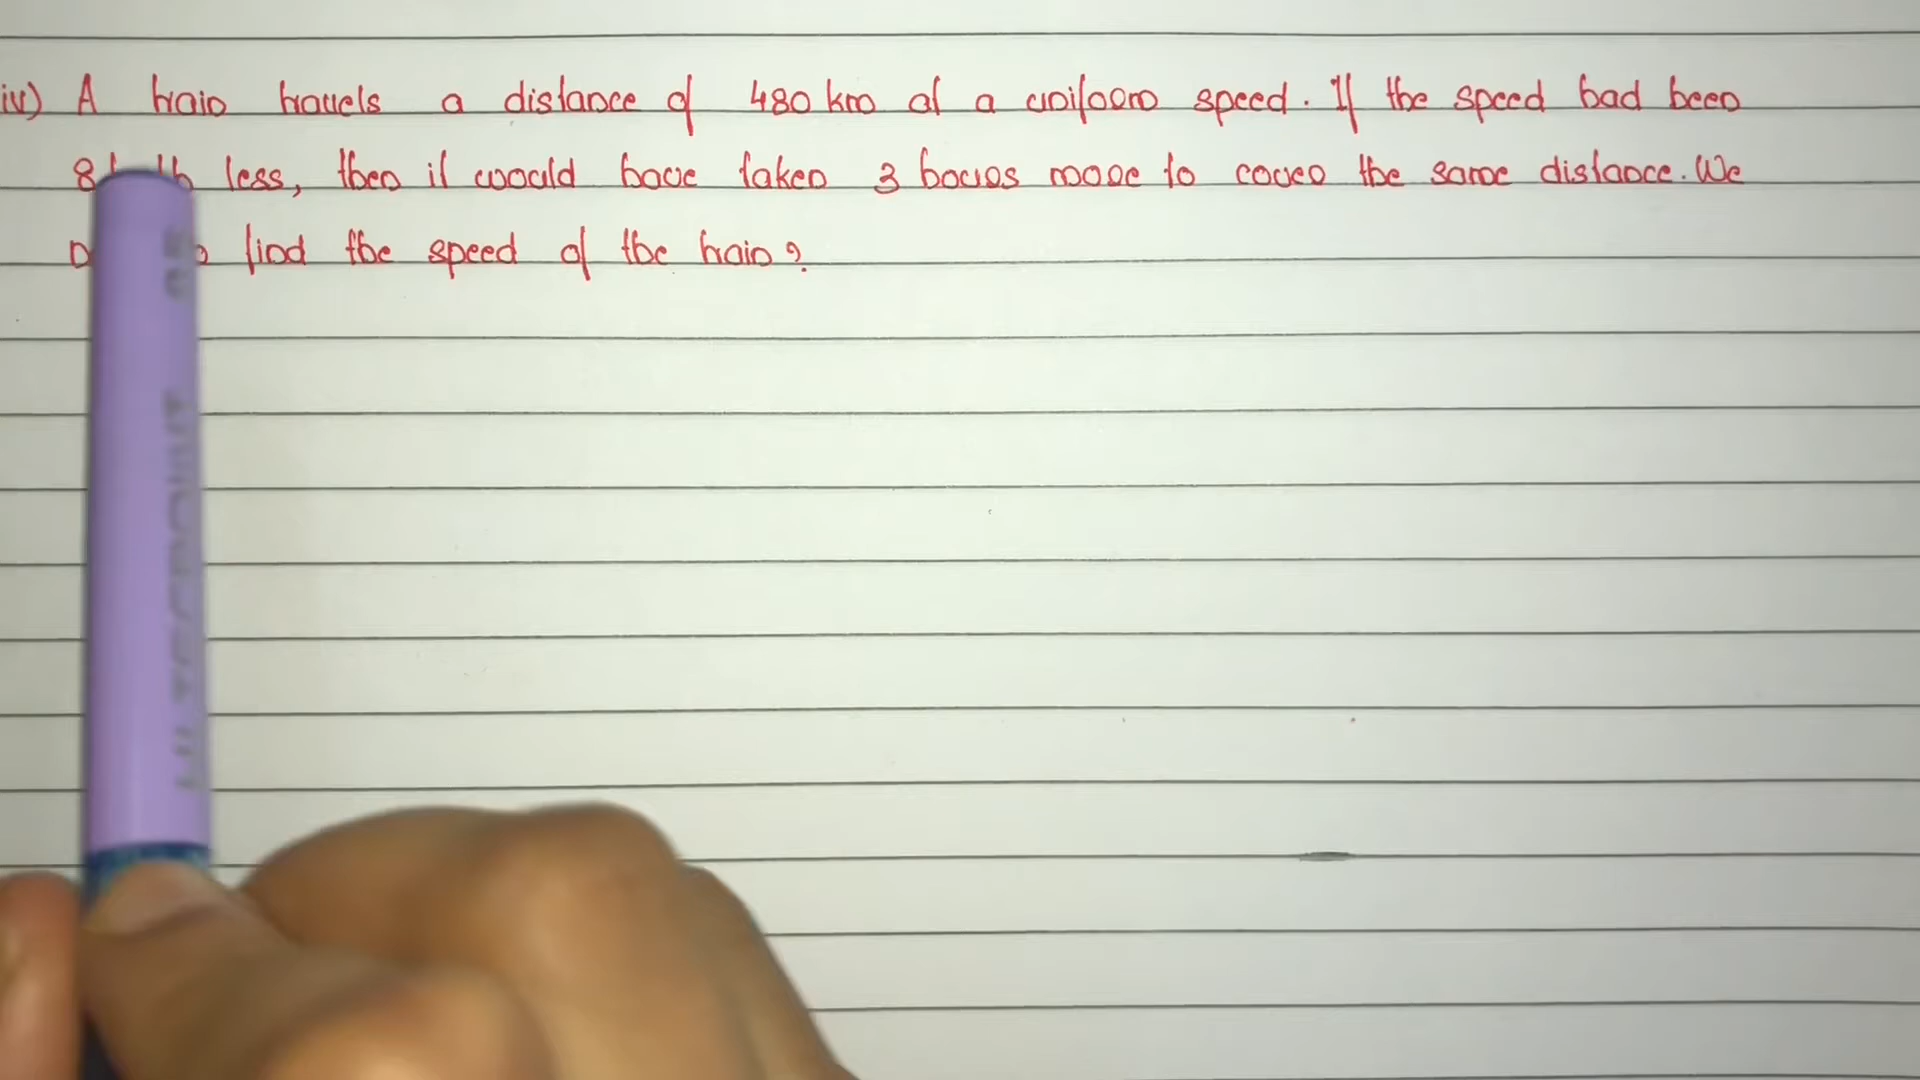 iv) A train travels a distance of 480 km at a uniform speed. If the speed had been
less, then it would have taken 3 hours more to cover the same distance. We
find the speed of the train?